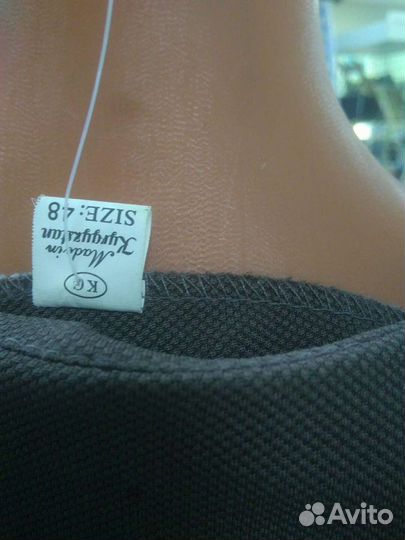 KG
Made in
Kyrgyzstan
SIZE: 48
Avito